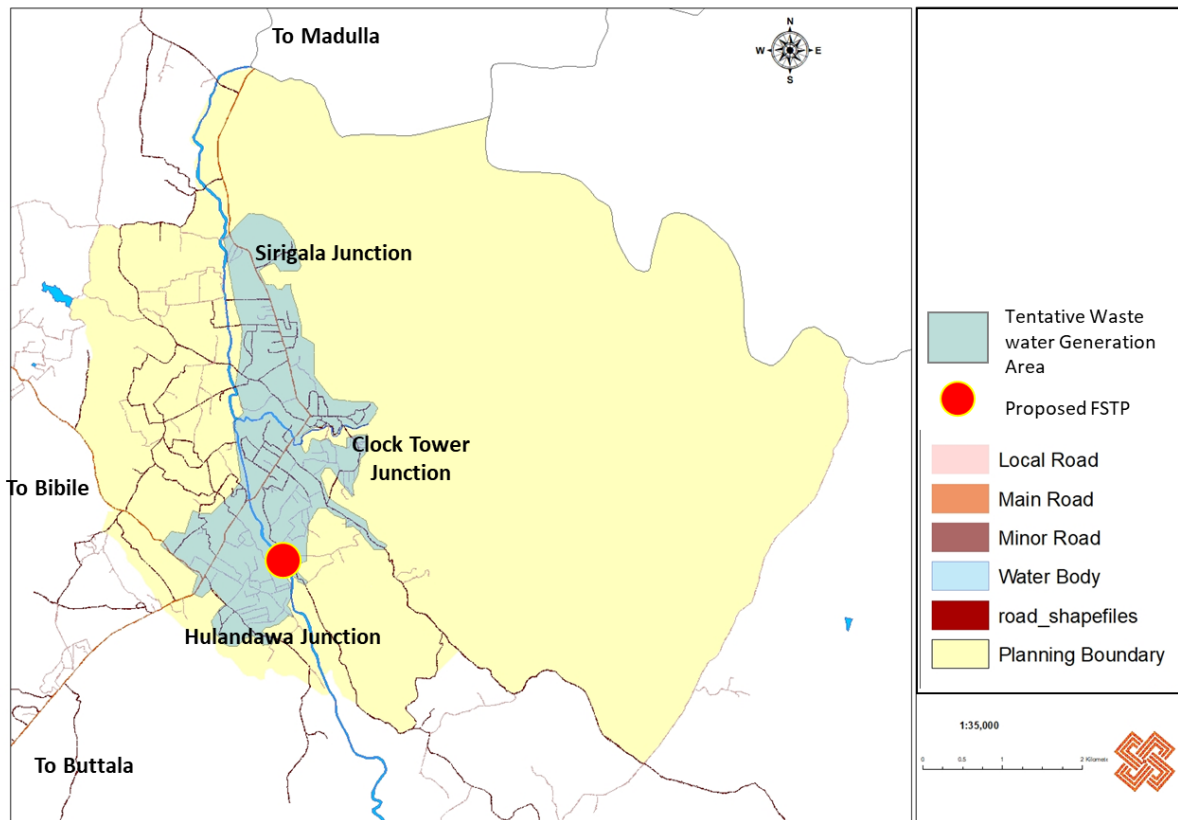 To Madulla
N
W
E
S
Sirigala Junction
Clock Tower
Junction
To Bibile
Hulandawa Junction
To Buttala
Tentative Waste
water Generation
Area
Proposed FSTP
Local Road
Main Road
Minor Road
Water Body
road_shapefiles
Planning Boundary
1:35,000
0 0.5 1 2 Kilometers